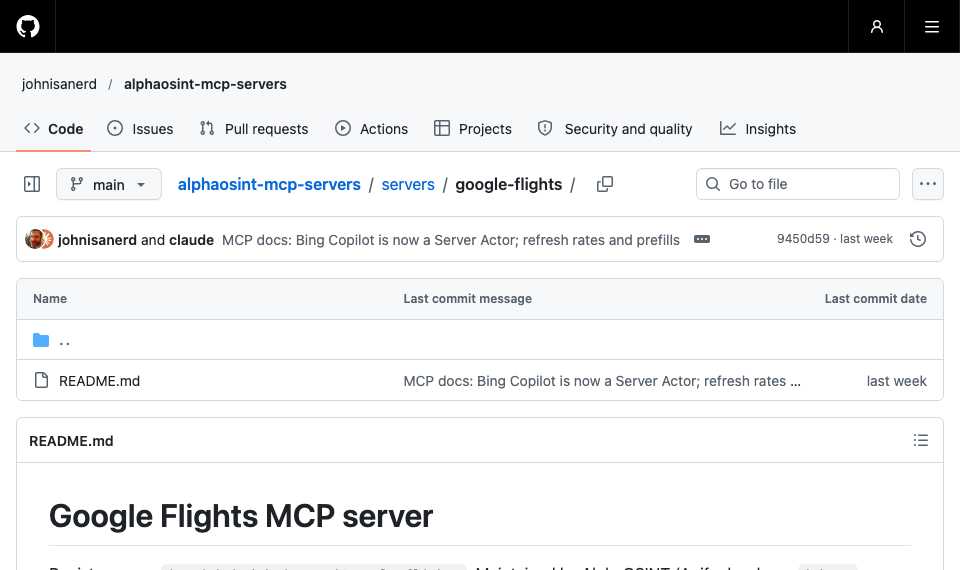 johnisanerd / alphaosint-mcp-servers
Code Issues Pull requests Actions Projects Security and quality Insights
main alphaosint-mcp-servers / servers / google-flights / Go to file
johnisanerd and claude MCP docs: Bing Copilot is now a Server Actor; refresh rates and prefills 9450d59 · last week
Name Last commit message Last commit date
..
README.md MCP docs: Bing Copilot is now a Server Actor; refresh rates ... last week
README.md
Google Flights MCP server